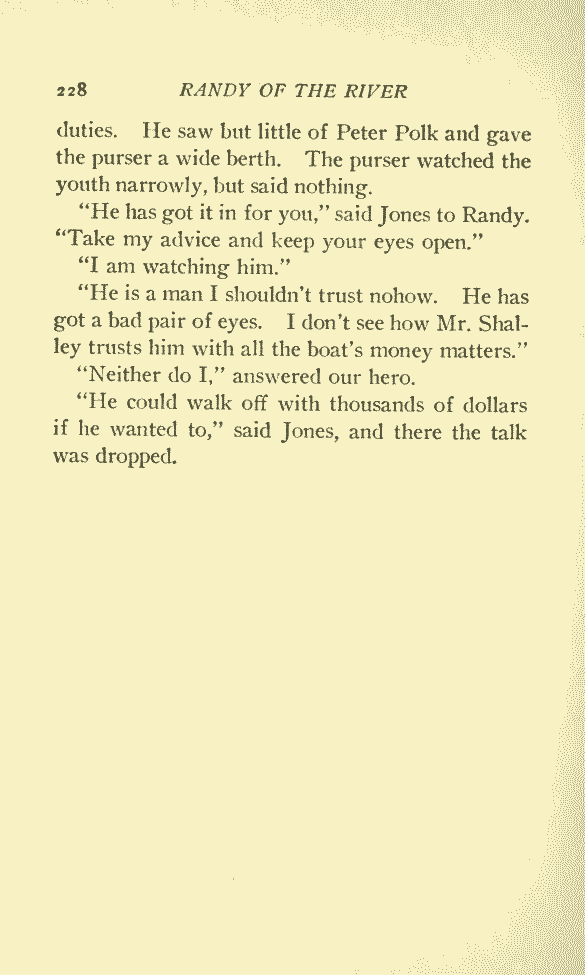 228 RANDY OF THE RIVER
duties. He saw but little of Peter Polk and gave
the purser a wide berth. The purser watched the
youth narrowly, but said nothing.
“He has got it in for you,” said Jones to Randy.
“Take my advice and keep your eyes open.”
“I am watching him.”
“He is a man I shouldn’t trust nohow. He has
got a bad pair of eyes. I don’t see how Mr. Shal-
ley trusts him with all the boat’s money matters.”
“Neither do I,” answered our hero.
“He could walk off with thousands of dollars
if he wanted to,” said Jones, and there the talk
was dropped.